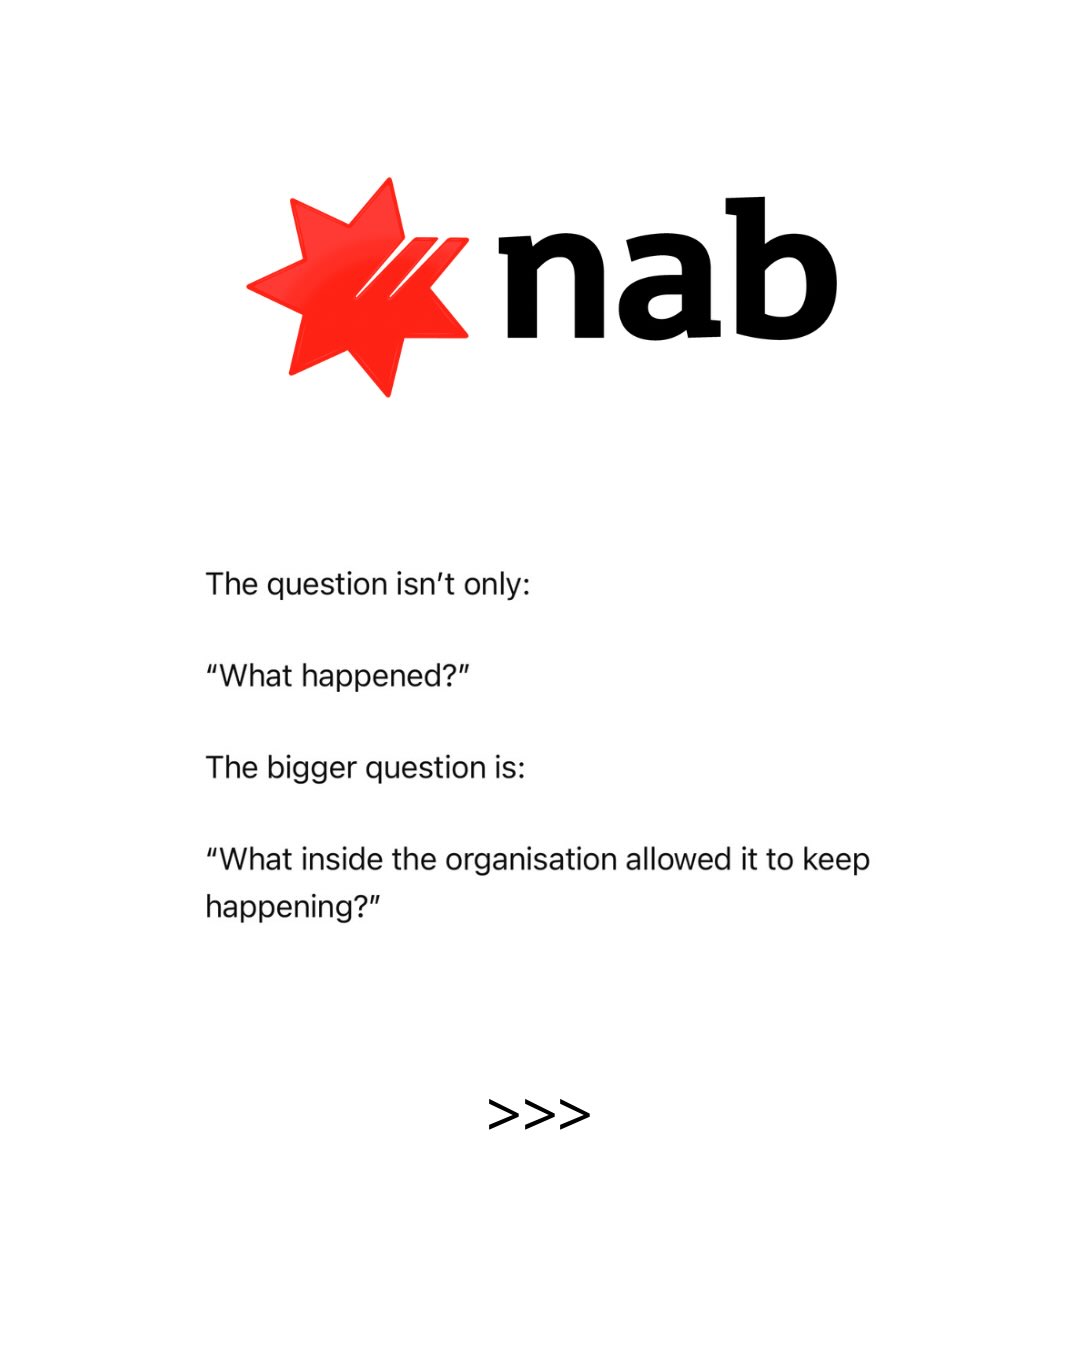 nab
The question isn’t only:
“What happened?”
The bigger question is:
“What inside the organisation allowed it to keep
happening?”
>>>